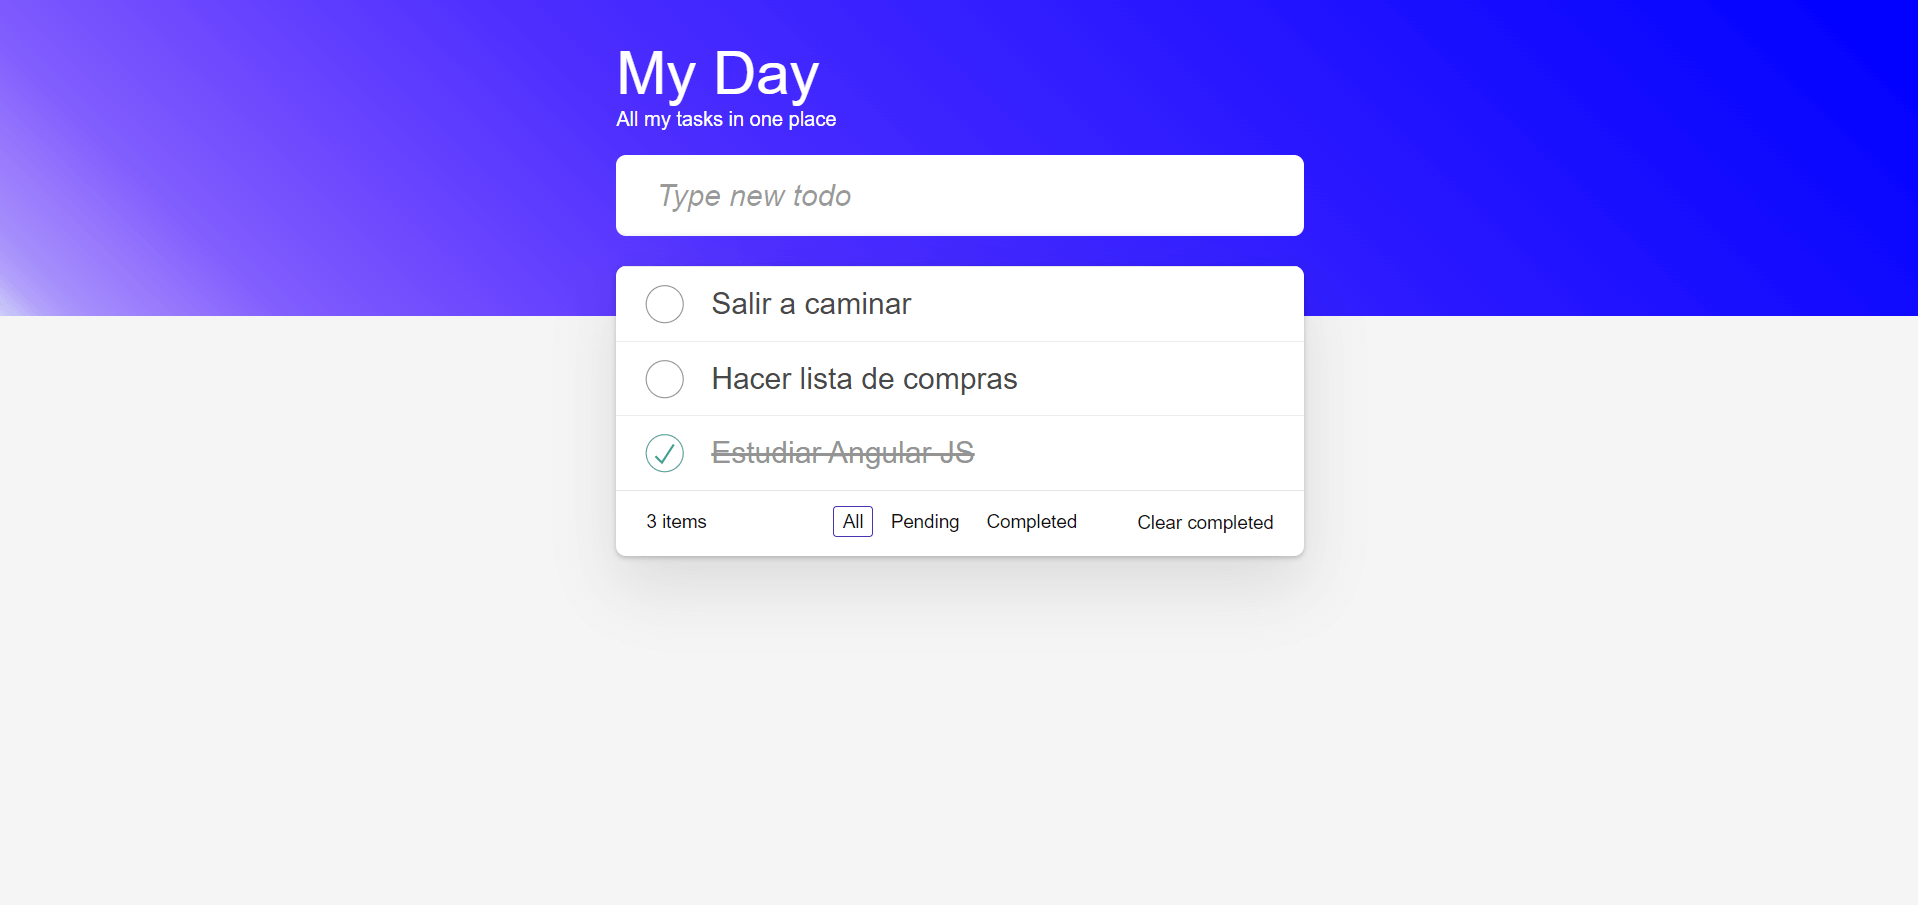 My Day
All my tasks in one place
Type new todo
Salir a caminar
Hacer lista de compras
Estudiar Angular JS
3 items All Pending Completed Clear completed